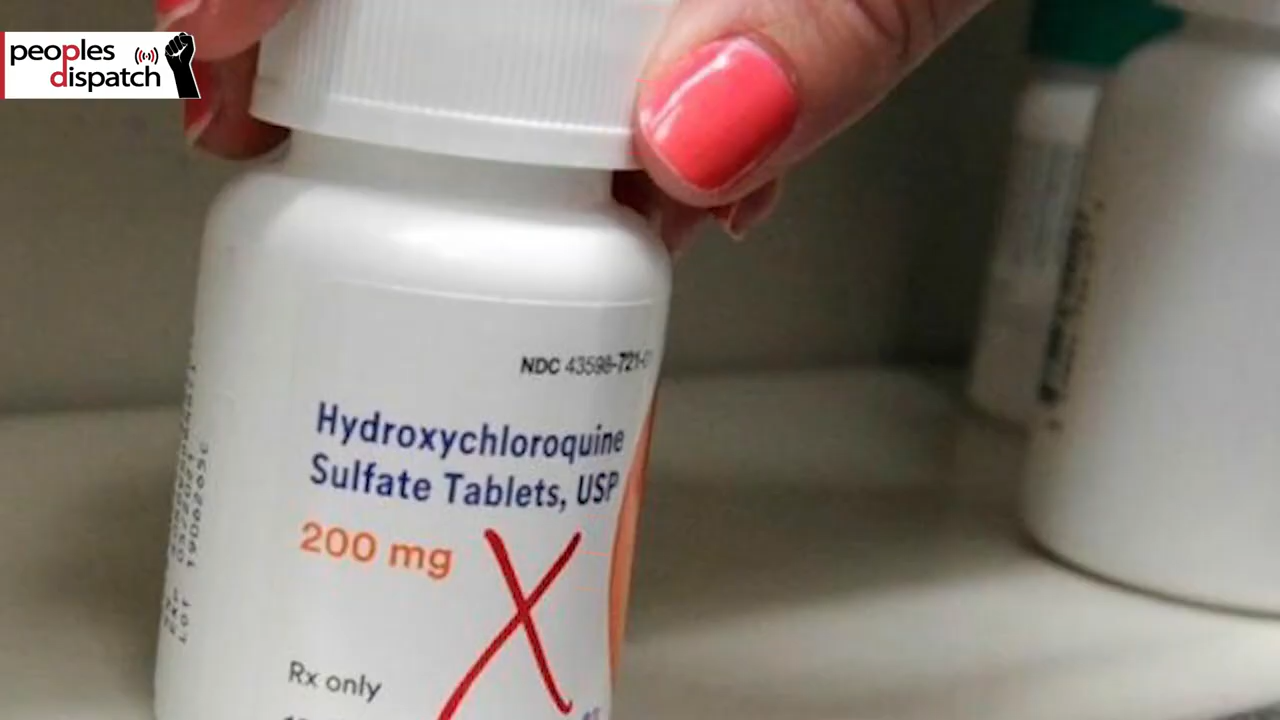 peoples
dispatch
NDC 43598-721-
Hydroxychloroquine
Sulfate Tablets, USP
200 mg
X
Rx only